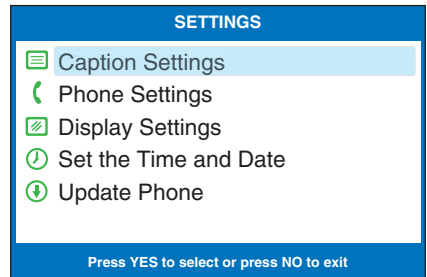 SETTINGS
Caption Settings
Phone Settings
Display Settings
Set the Time and Date
Update Phone
Press YES to select or press NO to exit